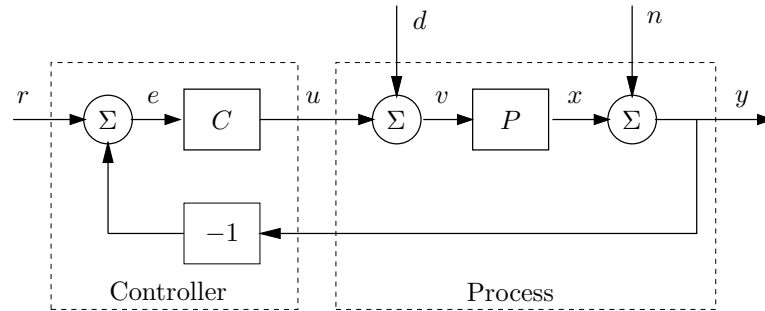 d
n
r
Σ
e
C
u
Σ
v
P
x
Σ
y
−1
Controller
Process